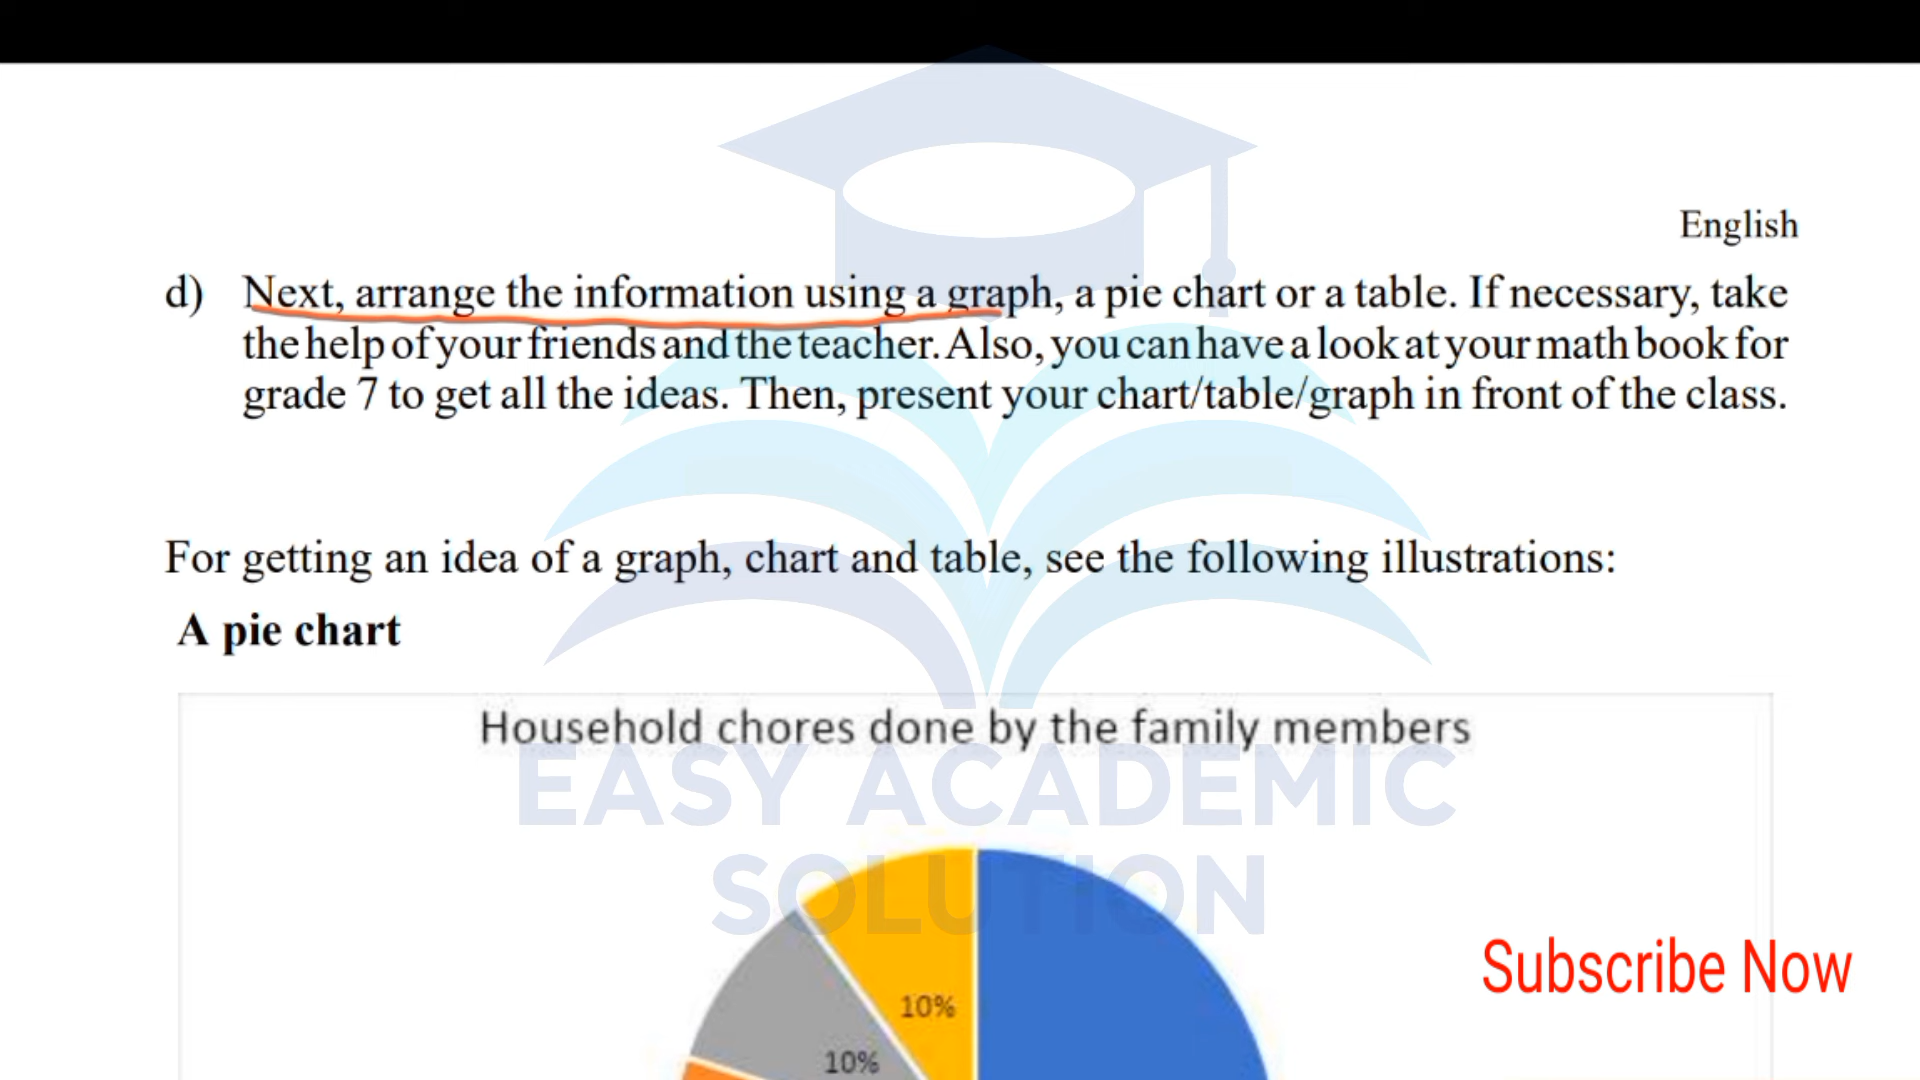 English
d) Next, arrange the information using a graph, a pie chart or a table. If necessary, take
the help of your friends and the teacher. Also, you can have a look at your math book for
grade 7 to get all the ideas. Then, present your chart/table/graph in front of the class.
For getting an idea of a graph, chart and table, see the following illustrations:
A pie chart
Household chores done by the family members
EASY ACADEMIC
SOLUTION
Subscribe Now
10%
10%